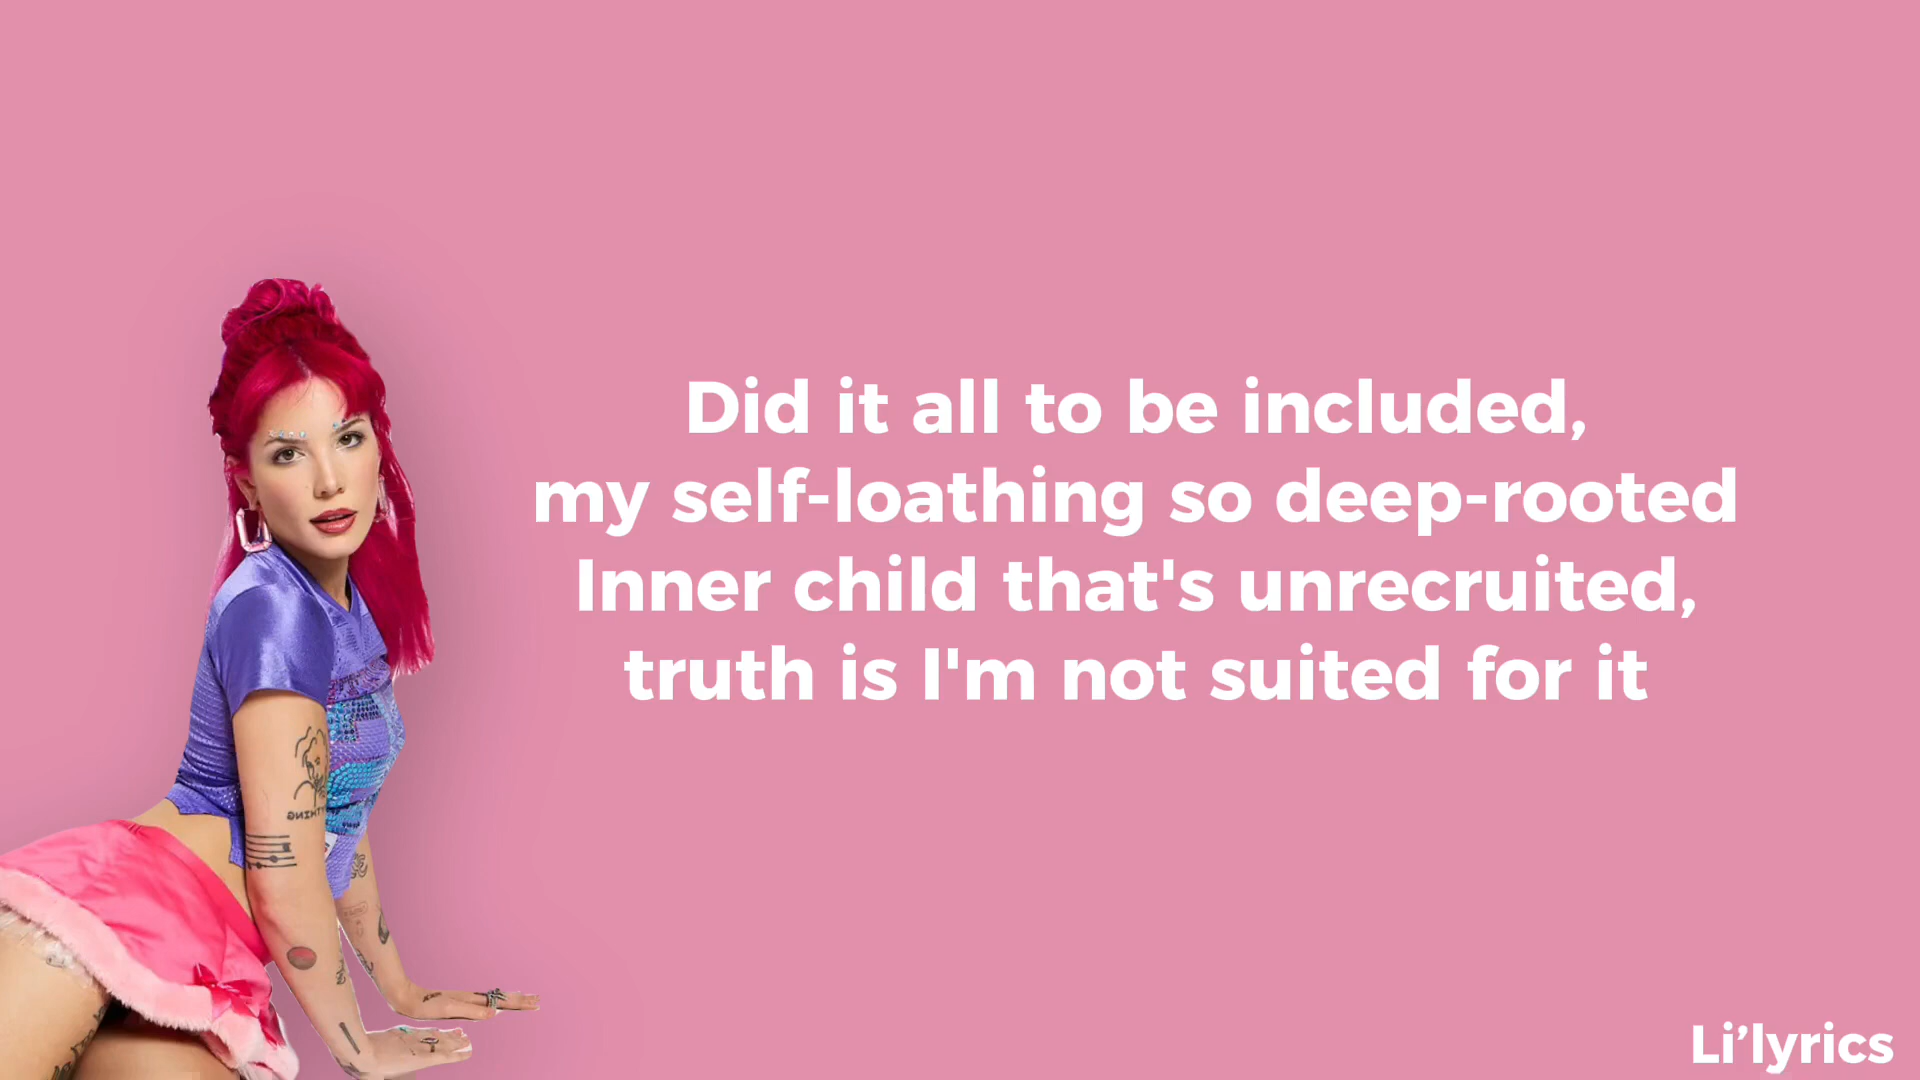 Did it all to be included,
my self-loathing so deep-rooted
Inner child that's unrecruited,
truth is I'm not suited for it
Li’lyrics